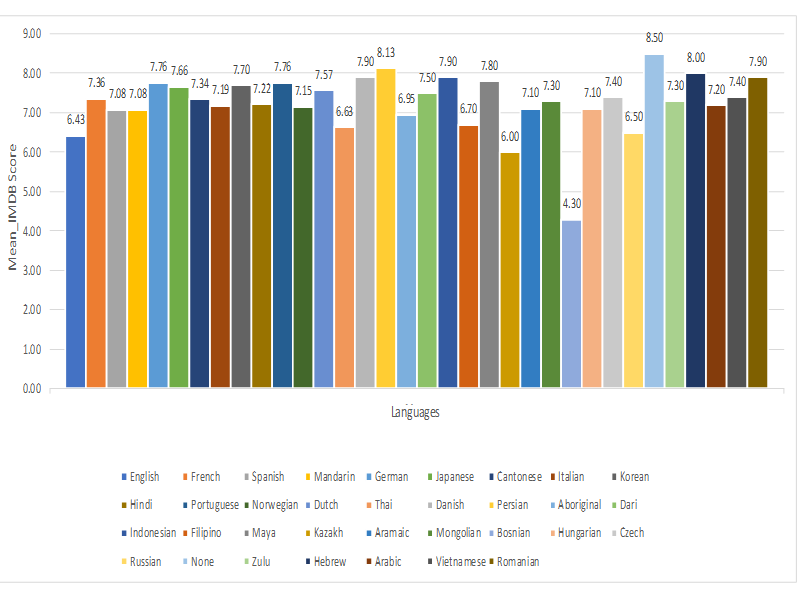 9.00
8.00
7.00
6.00
5.00
4.00
3.00
2.00
1.00
0.00
Mean_IMDB Score
6.43 7.36 7.08 7.08 7.76 7.66 7.34 7.19 7.70 7.22 7.76 7.15 7.57 6.63 7.90 8.13 6.95 7.50 7.90 6.70 7.80 6.00 7.10 7.30 4.30 7.10 7.40 6.50 8.50 7.30 8.00 7.20 7.40 7.90
Languages
English French Spanish Mandarin German Japanese Cantonese Italian Korean
Hindi Portuguese Norwegian Dutch Thai Danish Persian Aboriginal Dari
Indonesian Filipino Maya Kazakh Aramaic Mongolian Bosnian Hungarian Czech
Russian None Zulu Hebrew Arabic Vietnamese Romanian